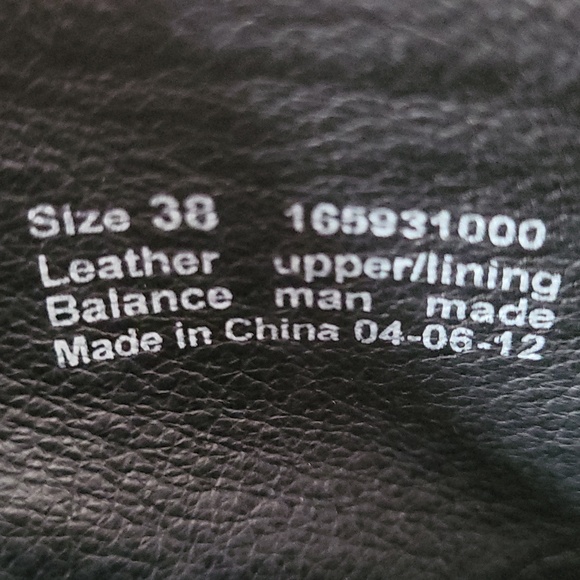 Size 38 165931000
Leather upper/lining
Balance man made
Made in China 04-06-12